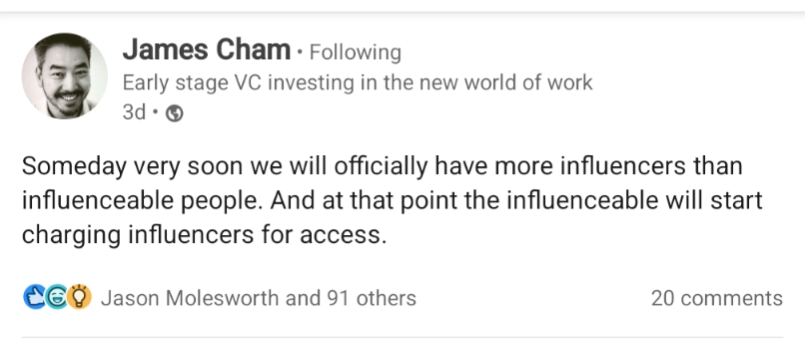 James Cham • Following
Early stage VC investing in the new world of work
3d •
Someday very soon we will officially have more influencers than
influenceable people. And at that point the influenceable will start
charging influencers for access.
Jason Molesworth and 91 others
20 comments